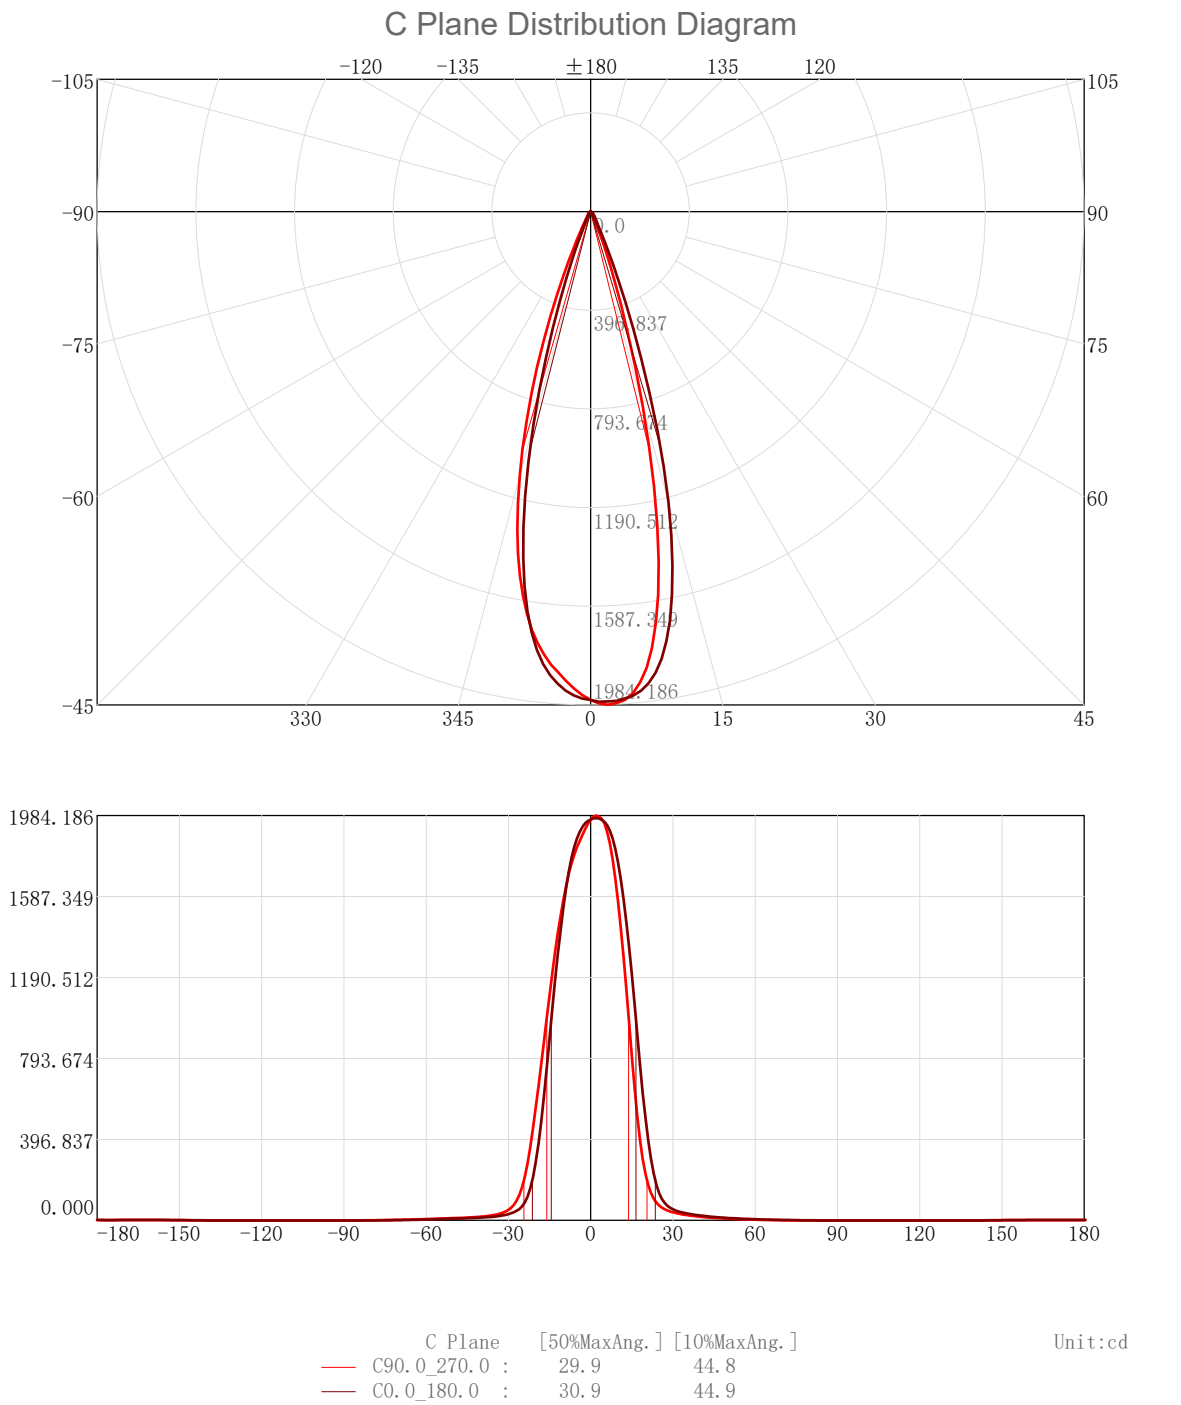 C Plane Distribution Diagram
-120 -135 ±180 135 120
-105 105
-90 90
0.0
396.837
-75 75
793.674
-60 60
1190.512
1587.349
1984.186
-45
330 345 0 15 30 45
1984.186
1587.349
1190.512
793.674
396.837
0.000
-180 -150 -120 -90 -60 -30 0 30 60 90 120 150 180
C Plane [50%MaxAng.] [10%MaxAng.] Unit:cd
C90.0_270.0 : 29.9 44.8
C0.0_180.0 : 30.9 44.9